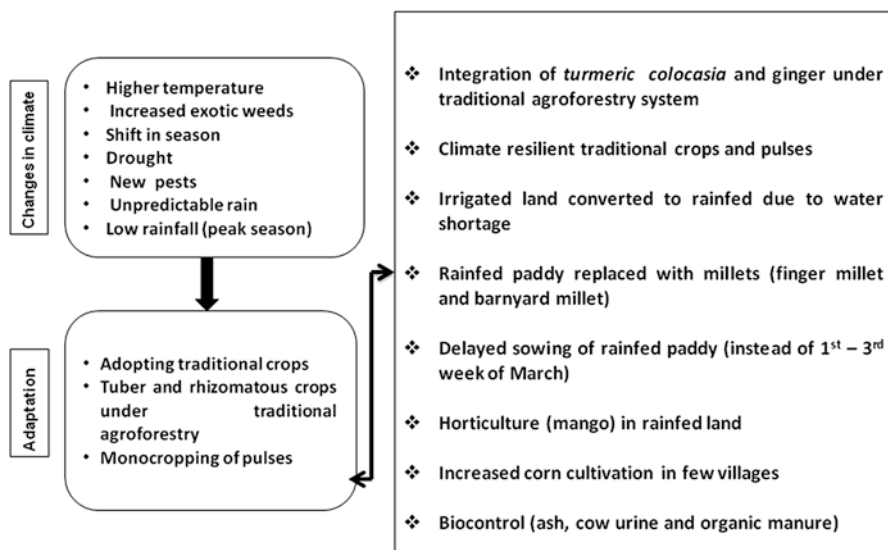 Changes in climate
• Higher temperature
• Increased exotic weeds
• Shift in season
• Drought
• New pests
• Unpredictable rain
• Low rainfall (peak season)
Adaptation
• Adopting traditional crops
• Tuber and rhizomatous crops
under traditional
agroforestry
• Monocropping of pulses
❖ Integration of turmeric colocasia and ginger under
traditional agroforestry system
❖ Climate resilient traditional crops and pulses
❖ Irrigated land converted to rainfed due to water
shortage
❖ Rainfed paddy replaced with millets (finger millet
and barnyard millet)
❖ Delayed sowing of rainfed paddy (instead of 1st – 3rd
week of March)
❖ Horticulture (mango) in rainfed land
❖ Increased corn cultivation in few villages
❖ Biocontrol (ash, cow urine and organic manure)